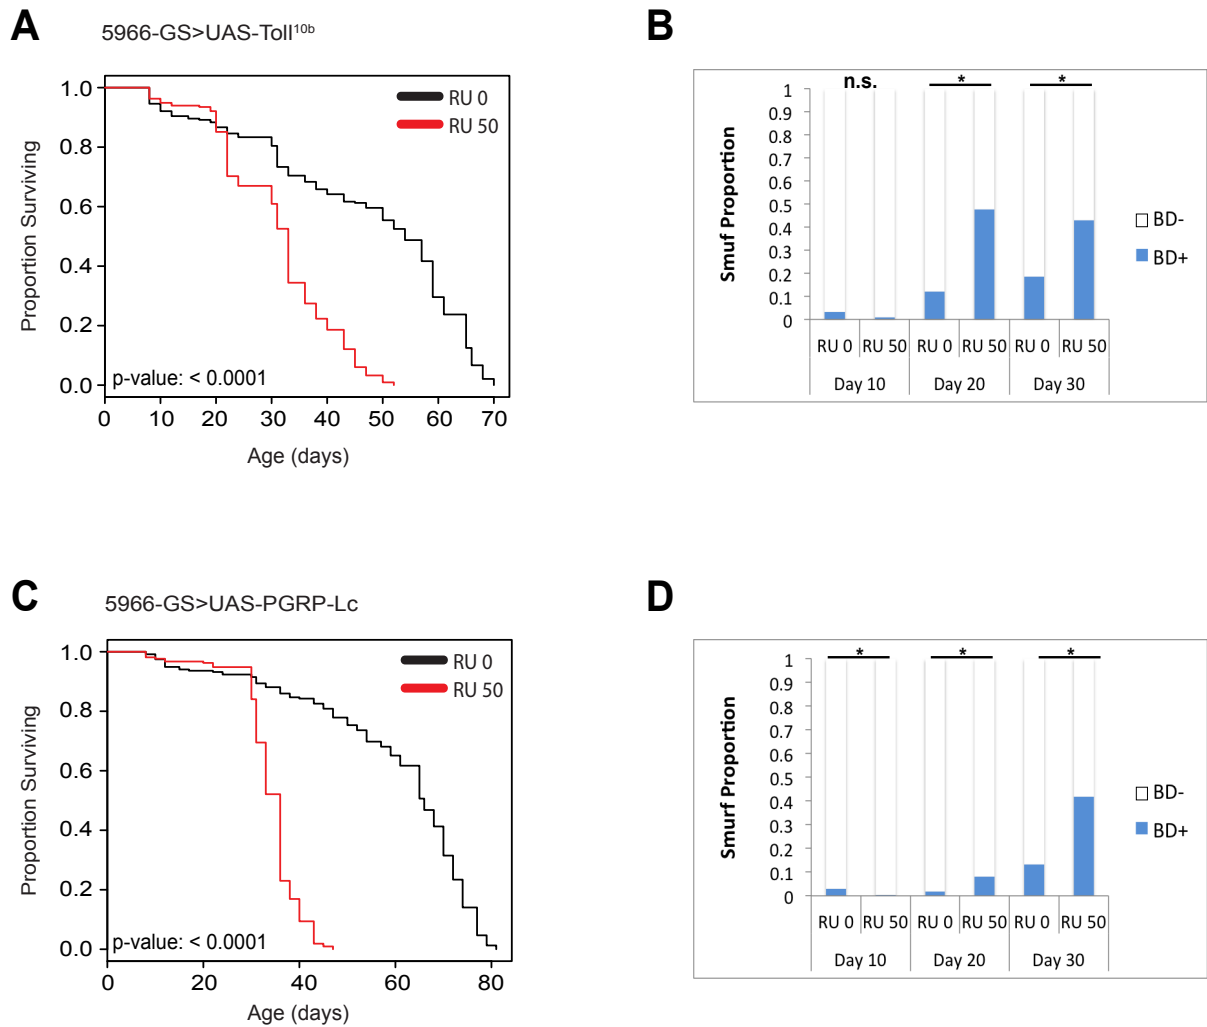 A
5966-GS>UAS-Toll10b
Proportion Surviving
1.0
0.8
0.6
0.4
0.2
0.0
RU 0
RU 50
p-value: < 0.0001
0 10 20 30 40 50 60 70
Age (days)
B
Smuf Proportion
n.s. * *
1
0.9
0.8
0.7
0.6
0.5
0.4
0.3
0.2
0.1
0
BD-
BD+
RU 0 RU 50 RU 0 RU 50 RU 0 RU 50
Day 10 Day 20 Day 30
C
5966-GS>UAS-PGRP-Lc
Proportion Surviving
1.0
0.8
0.6
0.4
0.2
0.0
RU 0
RU 50
p-value: < 0.0001
0 20 40 60 80
Age (days)
D
Smurf Proportion
* * *
1
0.9
0.8
0.7
0.6
0.5
0.4
0.3
0.2
0.1
0
BD-
BD+
RU 0 RU 50 RU 0 RU 50 RU 0 RU 50
Day 10 Day 20 Day 30